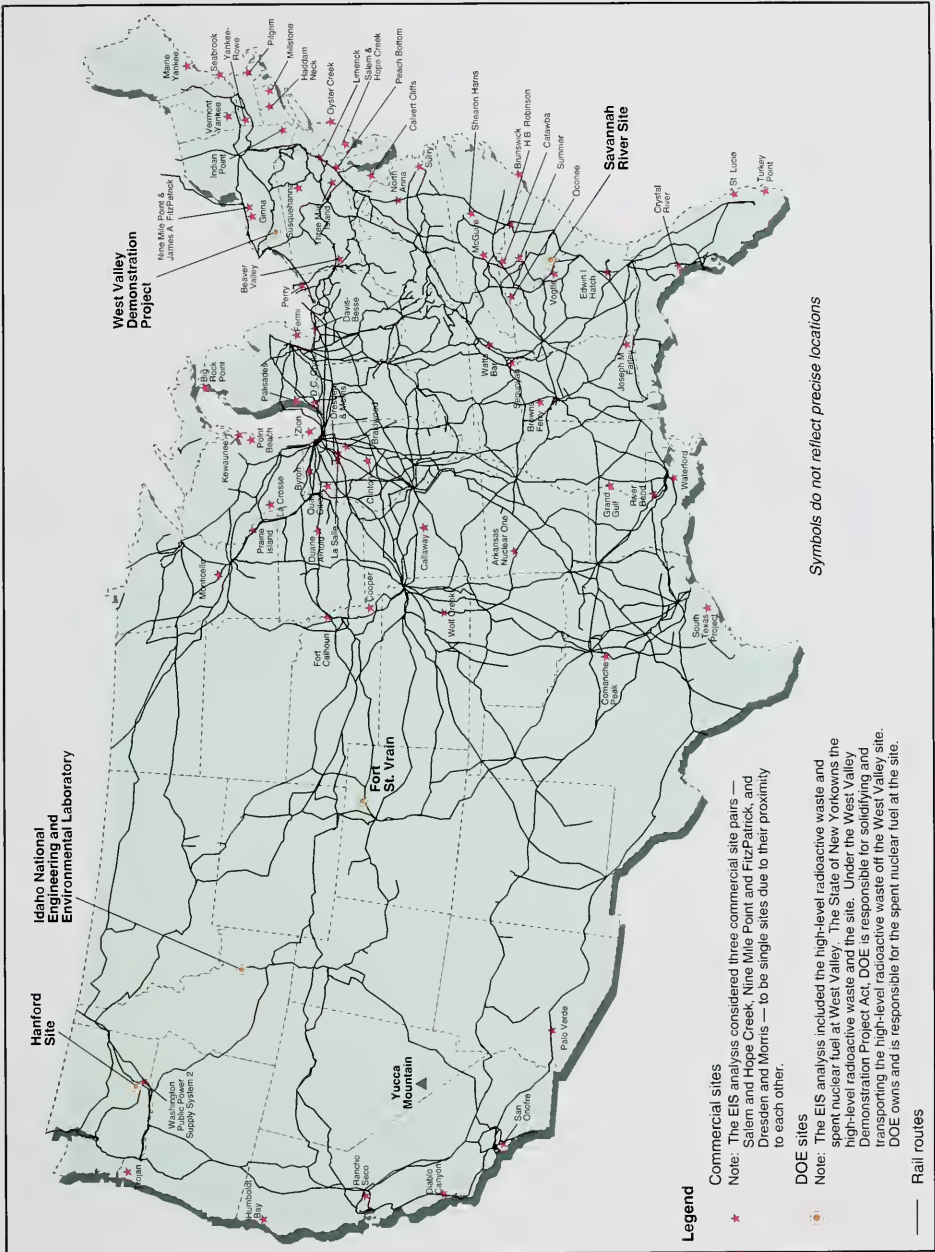 Hanford
Site
Idaho National
Engineering and
Environmental Laboratory
West Valley
Demonstration
Project
Washington
Public Power
Supply System 2
Trojan
Humboldt
Bay
Rancho
Seco
Diablo
Canyon
San
Onofre
Yucca
Mountain
Palo Verde
Fort
St. Vrain
Monticello
Prairie
Island
La Crosse
Kewaunee
Point
Beach
Big
Rock
Point
Palisades
Zion
Byron
Duane
Arnold
La Salle
Clinton
Braidwood
Dresden
& Morris
Fort
Calhoun
Cooper
Callaway
Wolf Creek
Arkansas
Nuclear One
Comanche
Peak
South
Texas
Project
Grand
Gulf
River
Bend
Waterford
Fermi
Davis-
Besse
Perry
Beaver
Valley
Nine Mile Point &
James A FitzPatrick
Ginna
Susquehanna
Three Mile
Island
Indian
Point
Vermont
Yankee
Maine
Yankee
Seabrook
Yankee-
Rowe
Pilgrim
Millstone
Haddam
Neck
Oyster Creek
Limerick
Salem &
Hope Creek
Peach Bottom
Calvert Cliffs
North
Anna
Surry
Shearon Harris
Brunswick
H B Robinson
Catawba
Summer
Oconee
McGuire
Savannah
River Site
Vogtle
Edwin I
Hatch
Watts
Bar
Sequoyah
Browns
Ferry
Joseph M
Farley
Crystal
River
St Lucie
Turkey
Point
Symbols do not reflect precise locations
Legend
Commercial sites
Note: The EIS analysis considered three commercial site pairs —
Salem and Hope Creek, Nine Mile Point and FitzPatrick, and
Dresden and Morris — to be single sites due to their proximity
to each other.
DOE sites
Note: The EIS analysis included the high-level radioactive waste and
spent nuclear fuel at West Valley. The State of New Yorkowns the
high-level radioactive waste and the site. Under the West Valley
Demonstration Project Act, DOE is responsible for solidifying and
transporting the high-level radioactive waste off the West Valley site.
DOE owns and is responsible for the spent nuclear fuel at the site.
Rail routes